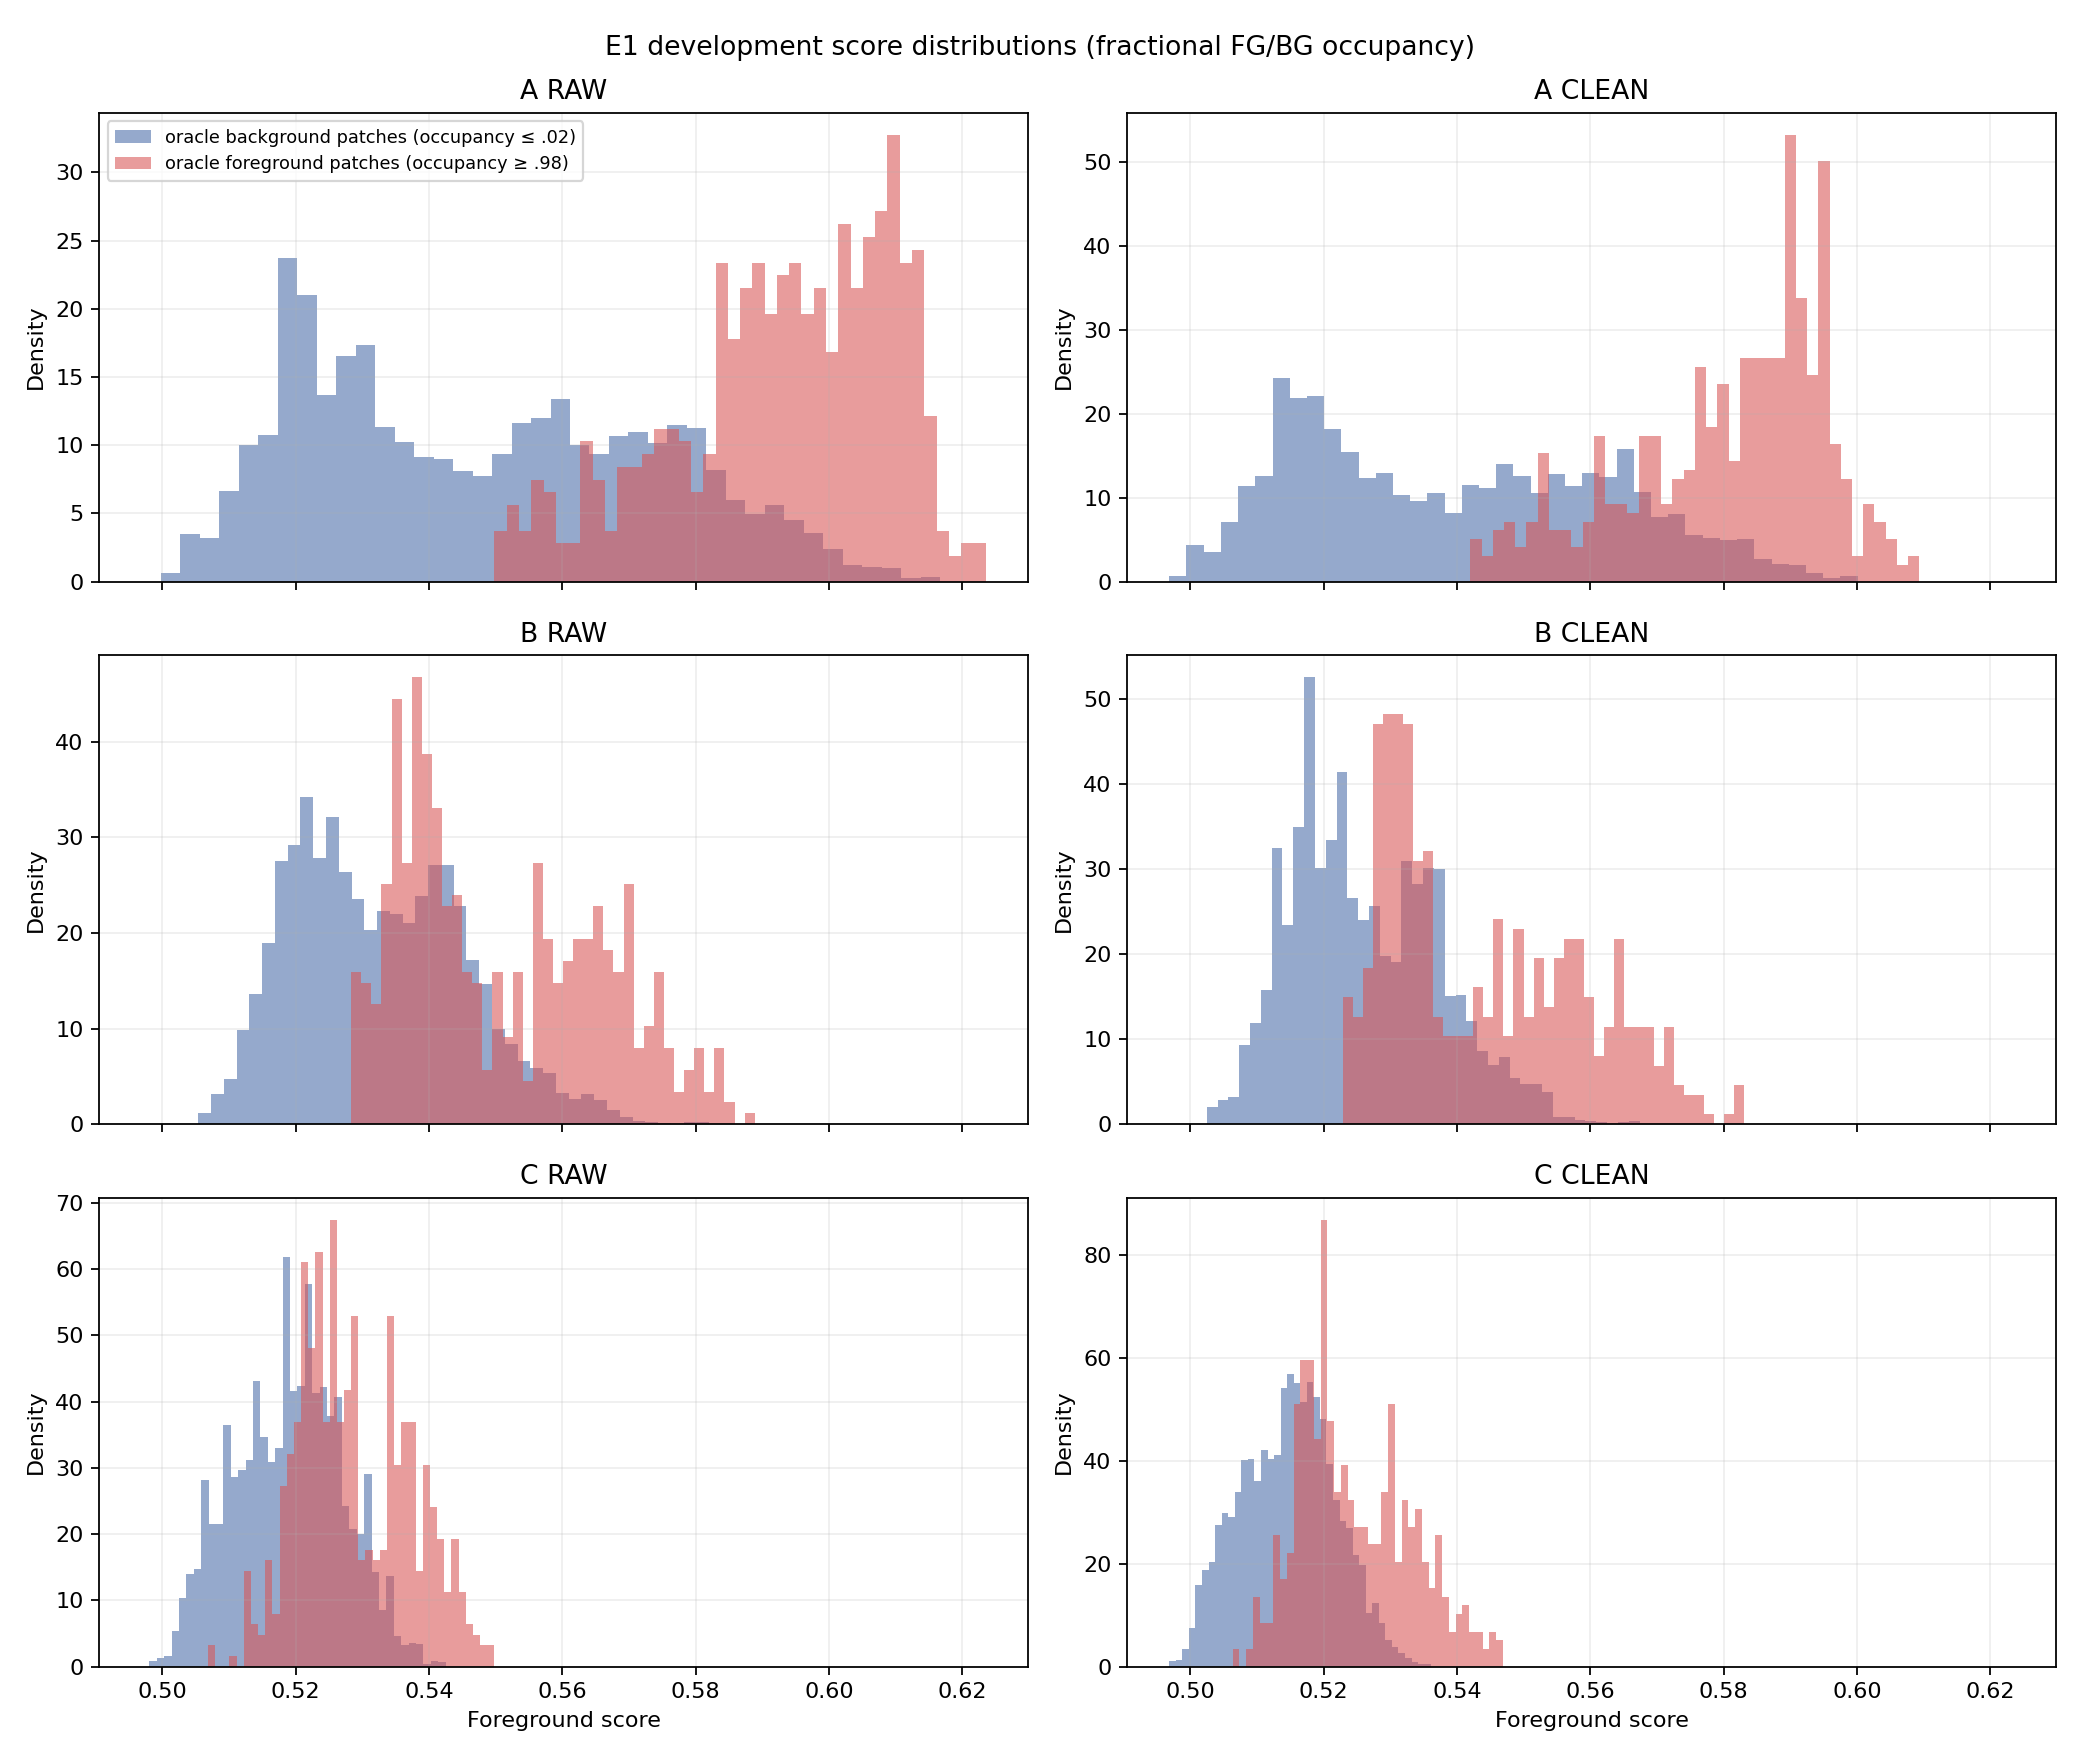 E1 development score distributions (fractional FG/BG occupancy)
A RAW
oracle background patches (occupancy ≤ .02)
oracle foreground patches (occupancy ≥ .98)
Density
30
25
20
15
10
5
0
A CLEAN
Density
50
40
30
20
10
0
B RAW
Density
40
30
20
10
0
B CLEAN
Density
50
40
30
20
10
0
C RAW
Density
70
60
50
40
30
20
10
0
0.50 0.52 0.54 0.56 0.58 0.60 0.62
Foreground score
C CLEAN
Density
80
60
40
20
0
0.50 0.52 0.54 0.56 0.58 0.60 0.62
Foreground score